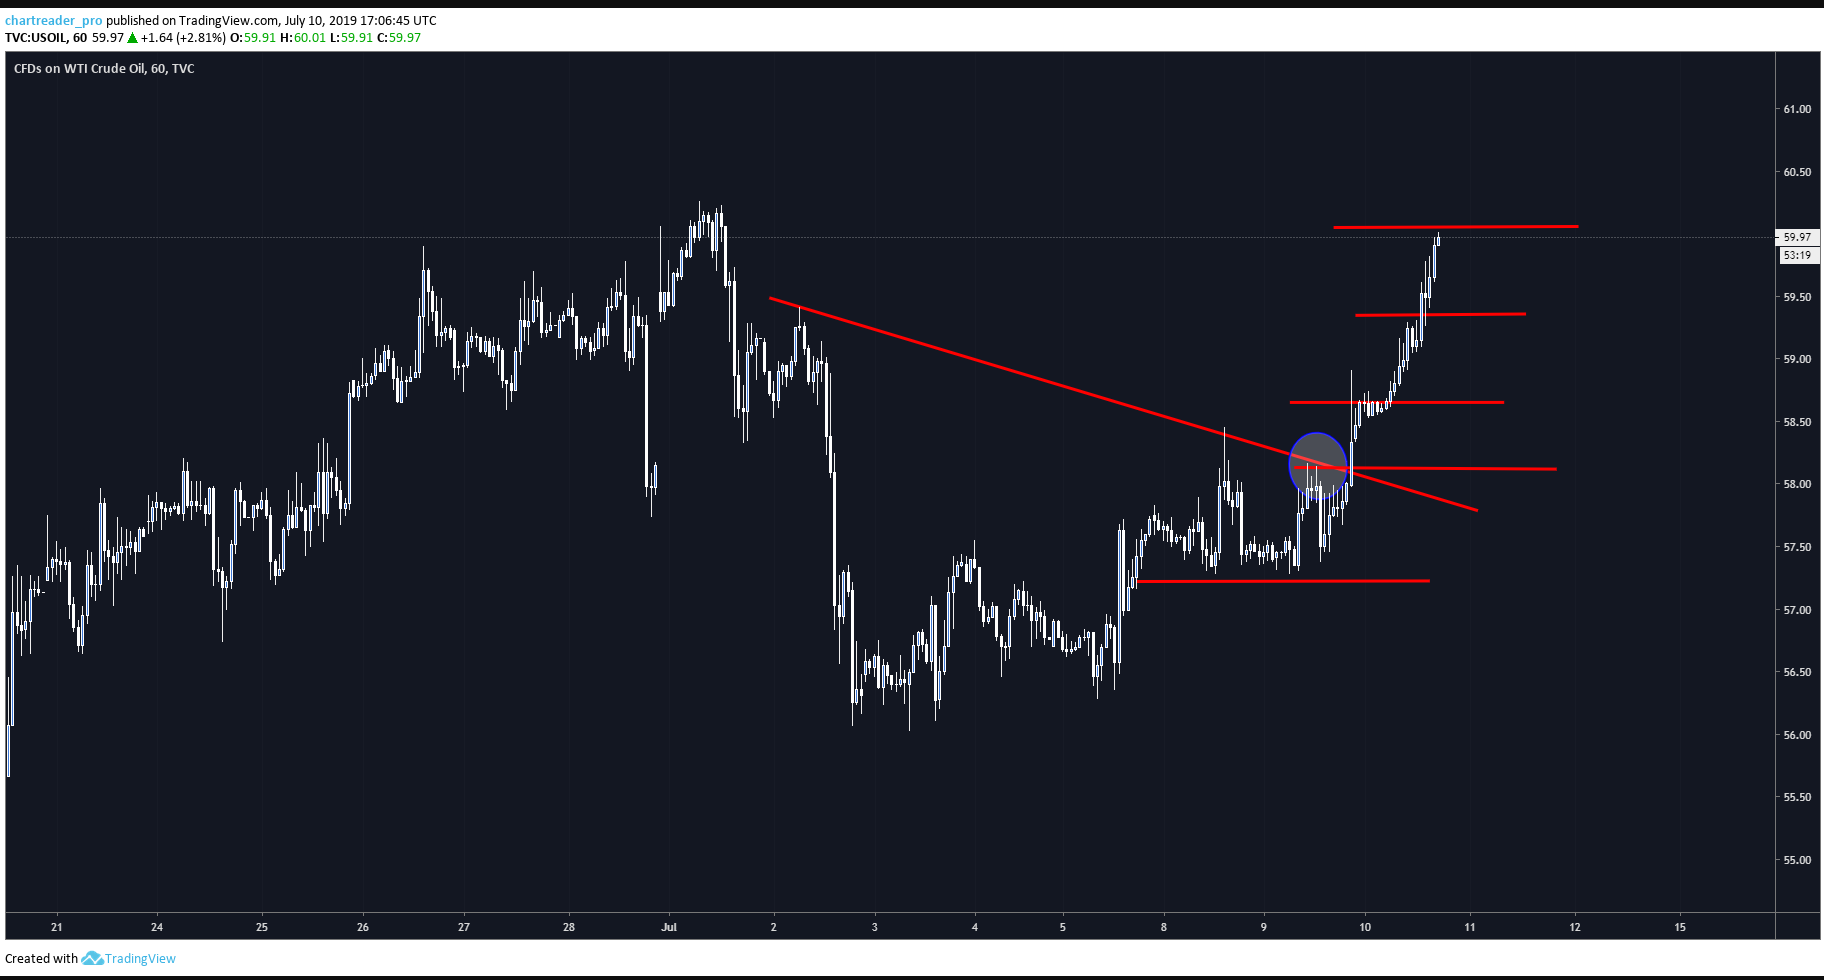 chartreader_pro published on TradingView.com, July 10, 2019 17:06:45 UTC
TVC:USOIL, 60 59.97 ▲ +1.64 (+2.81%) O:59.91 H:60.01 L:59.91 C:59.97
CFDs on WTI Crude Oil, 60, TVC
61.00
60.50
59.97
53:19
59.50
59.00
58.50
58.00
57.50
57.00
56.50
56.00
55.50
55.00
21 24 25 26 27 28 Jul 2 3 4 5 8 9 10 11 12 15
Created with TradingView